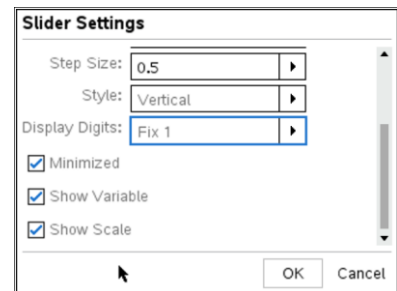 Slider Settings
Step Size: 0.5
Style: Vertical
Display Digits: Fix 1
Minimized
Show Variable
Show Scale
OK Cancel